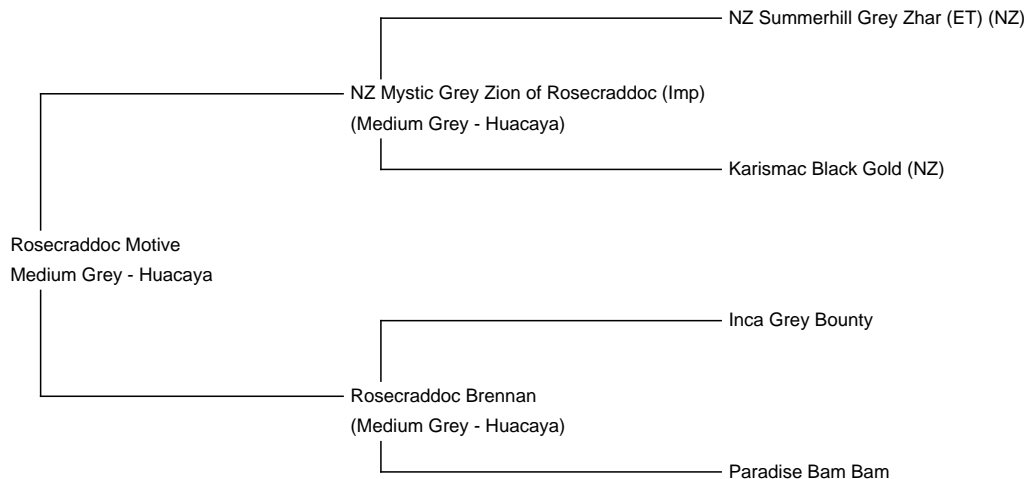 NZ Summerhill Grey Zhar (ET) (NZ)
NZ Mystic Grey Zion of Rosecraddoc (Imp)
(Medium Grey - Huacaya)
Karismac Black Gold (NZ)
Rosecraddoc Motive
Medium Grey - Huacaya
Inca Grey Bounty
Rosecraddoc Brennan
(Medium Grey - Huacaya)
Paradise Bam Bam